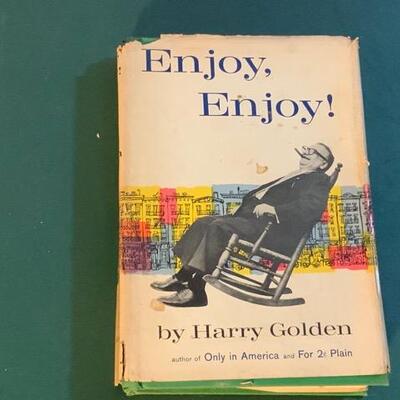 Enjoy,
Enjoy!
by Harry Golden
author of Only in America and For 2¢ Plain